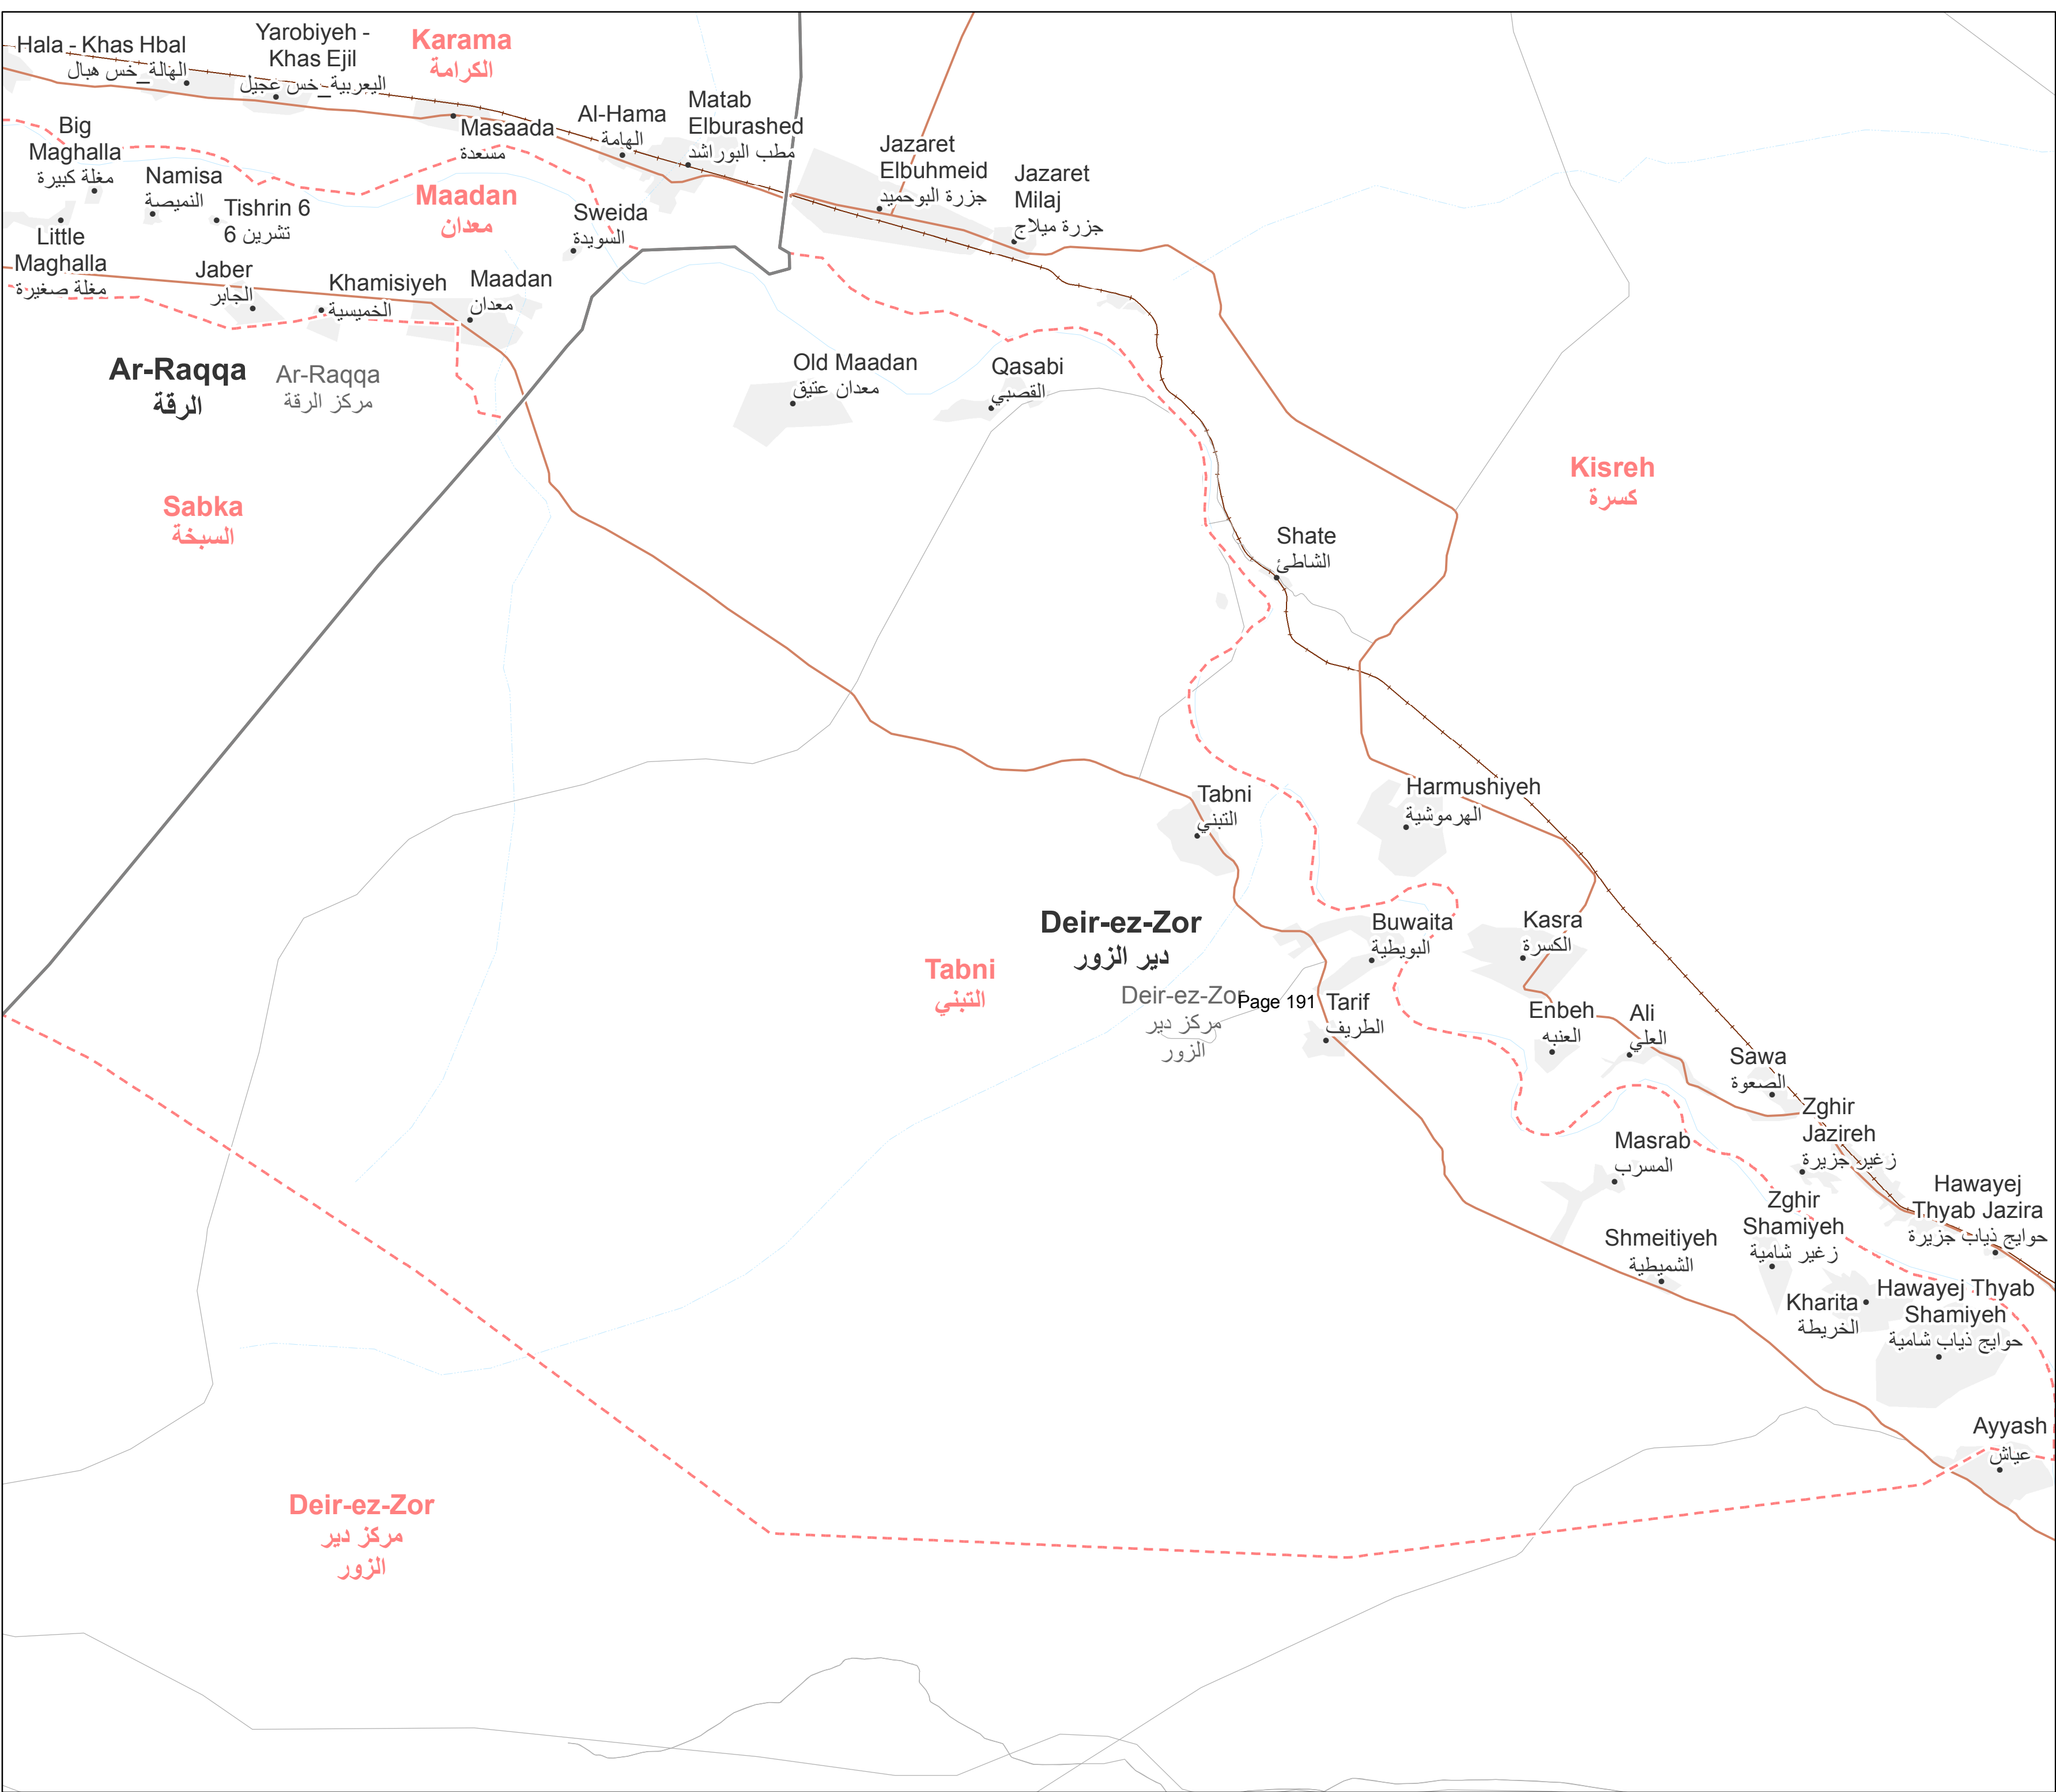 Karama
الكرامة
Hala - Khas Hbal
الهالة_خس هبال
Yarobiyeh -
Khas Ejil
اليعربية_خس عجيل
Masaada
مسعدة
Al-Hama
الهامة
Matab
Elburashed
مطب البوراشد
Jazaret
Elbuhmeid
جزرة البوحميد
Jazaret
Milaj
جزرة ميلاج
Big
Maghalla
مغلة كبيرة
Namisa
النميصة
Tishrin 6
تشرين 6
Maadan
معدان
Sweida
السويدة
Little
Maghalla
مغلة صغيرة
Jaber
الجابر
Khamisiyeh
الخميسية
Maadan
معدان
Ar-Raqqa
الرقة
Ar-Raqqa
مركز الرقة
Old Maadan
معدان عتيق
Qasabi
القصبي
Kisreh
كسرة
Sabka
السبخة
Shate
الشاطئ
Tabni
التبني
Harmushiyeh
الهرموشية
Deir-ez-Zor
دير الزور
Buwaita
البويطية
Kasra
الكسرة
Tabni
التبني
Deir-ez-Zor
مركز دير
الزور
Page 191
Tarif
الطريف
Enbeh
العنبه
Ali
العلي
Sawa
الصعوة
Zghir
Jazireh
زغير جزيرة
Masrab
المسرب
Hawayej
Thyab Jazira
حوايج ذياب جزيرة
Zghir
Shamiyeh
زغير شامية
Shmeitiyeh
الشميطية
Kharita
الخريطة
Hawayej Thyab
Shamiyeh
حوايج ذياب شامية
Ayyash
عياش
Deir-ez-Zor
مركز دير
الزور